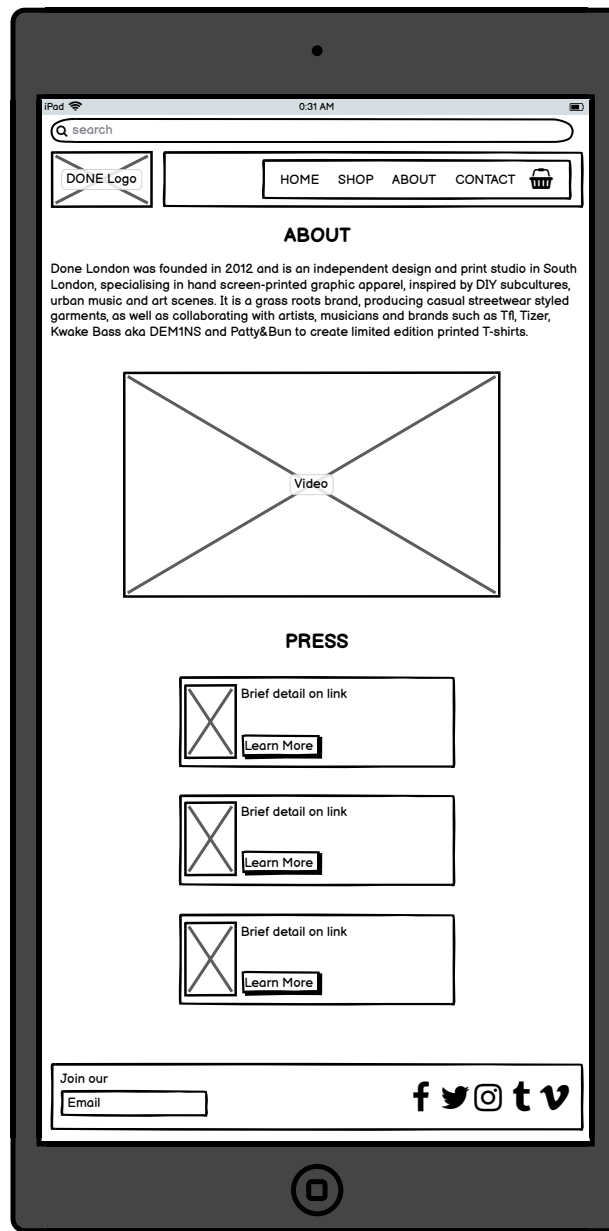 iPad
0:31 AM
search
DONE Logo
HOME SHOP ABOUT CONTACT
ABOUT
Done London was founded in 2012 and is an independent design and print studio in South
London, specialising in hand screen-printed graphic apparel, inspired by DIY subcultures,
urban music and art scenes. It is a grass roots brand, producing casual streetwear styled
garments, as well as collaborating with artists, musicians and brands such as Tfl, Tizer,
Kwake Bass aka DEM1NS and Patty&Bun to create limited edition printed T-shirts.
Video
PRESS
Brief detail on link
Learn More
Brief detail on link
Learn More
Brief detail on link
Learn More
Join our
Email